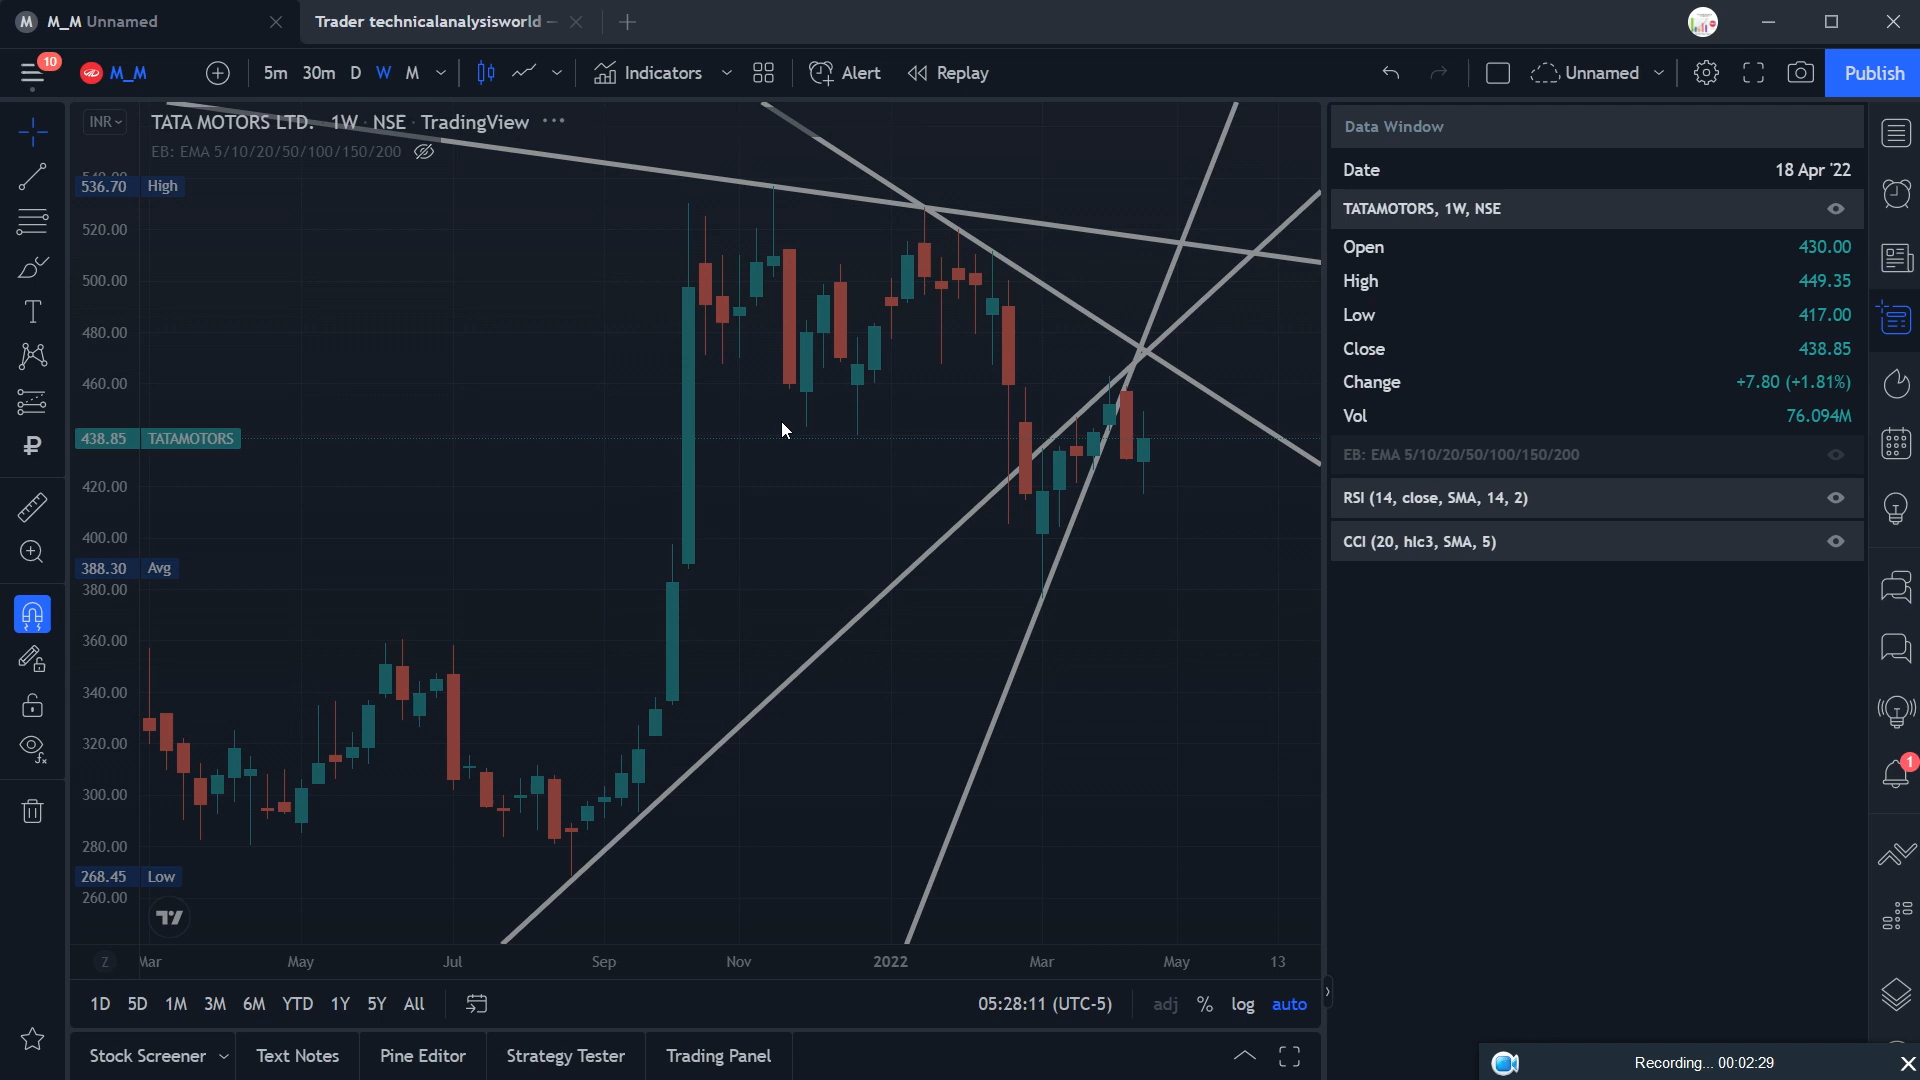 M M_M Unnamed
Trader technicalanalysisworld –
10
M_M
5m 30m D W M
Indicators
Alert
Replay
Unnamed
Publish
INR
TATA MOTORS LTD. · 1W · NSE · TradingView ···
EB: EMA 5/10/20/50/100/150/200
540.00
536.70 High
520.00
500.00
480.00
460.00
438.85 TATAMOTORS
420.00
400.00
388.30 Avg
380.00
360.00
340.00
320.00
300.00
280.00
268.45 Low
260.00
Z
Mar May Jul Sep Nov 2022 Mar May 13
1D 5D 1M 3M 6M YTD 1Y 5Y All
05:28:11 (UTC-5)
adj % log auto
Stock Screener
Text Notes
Pine Editor
Strategy Tester
Trading Panel
Data Window
Date 18 Apr '22
TATAMOTORS, 1W, NSE
Open 430.00
High 449.35
Low 417.00
Close 438.85
Change +7.80 (+1.81%)
Vol 76.094M
EB: EMA 5/10/20/50/100/150/200
RSI (14, close, SMA, 14, 2)
CCI (20, hlc3, SMA, 5)
1
Recording... 00:02:29